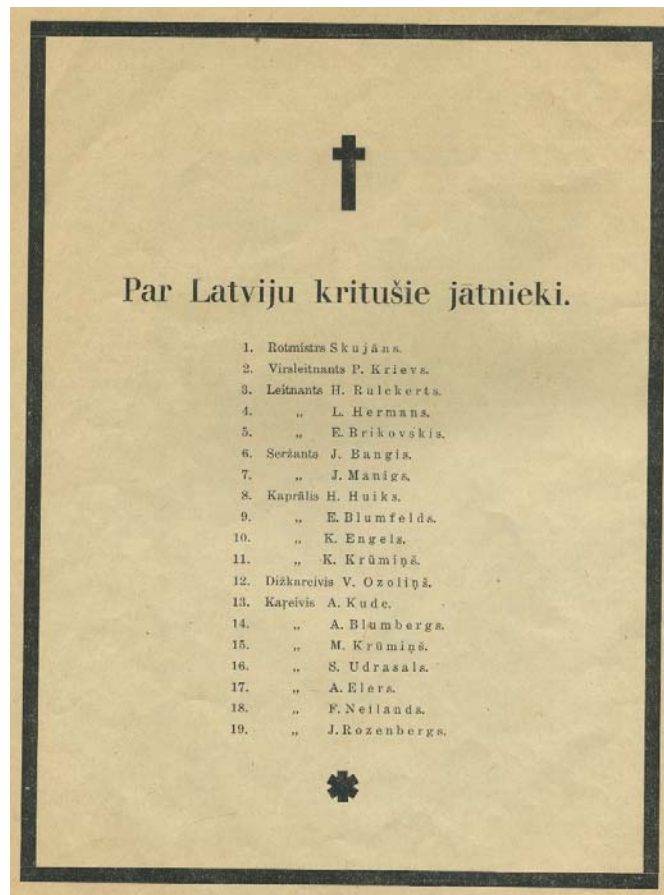 Par Latviju kritušie jātnieki.
1. Rotmistrs Skujāns.
2. Virsleitnants P. Krievs.
3. Leitnants H. Rulckerts.
4. „ L. Hermans.
5. „ E. Brikovskis.
6. Seržants J. Bangis.
7. „ J. Manigs.
8. Kaprālis H. Huiks.
9. „ E. Blumfelds.
10. „ K. Engels.
11. „ K. Krūmiņš.
12. Dižkareivis V. Ozoliņš.
13. Kareivis A. Kude.
14. „ A. Blumbergs.
15. „ M. Krūmiņš.
16. „ S. Udrasals.
17. „ A. Elers.
18. „ F. Neilands.
19. „ J. Rozenbergs.